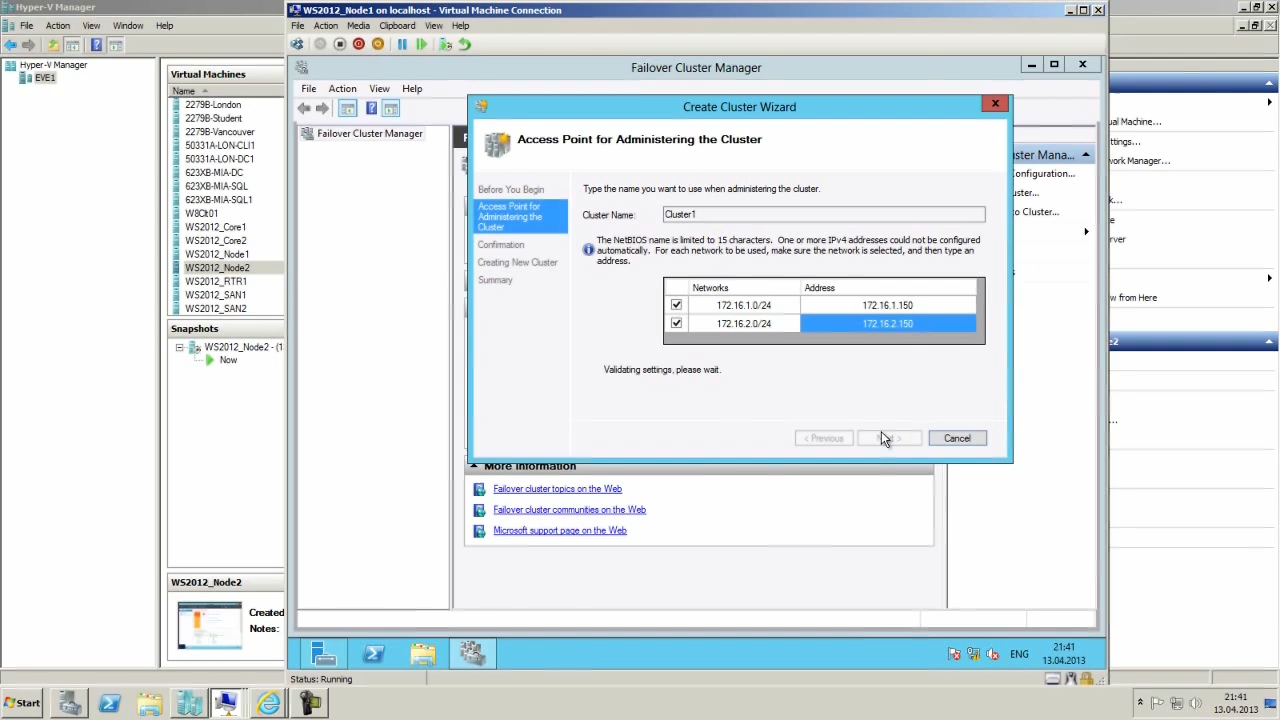 Hyper-V Manager
File Action View Window Help
Hyper-V Manager
EVE1
Virtual Machines
Name
2279B-London
2279B-Student
2279B-Vancouver
50331A-LON-CLI1
50331A-LON-DC1
623XB-MIA-DC
623XB-MIA-SQL
623XB-MIA-SQL1
W8Clt01
WS2012_Core1
WS2012_Core2
WS2012_Node1
WS2012_Node2
WS2012_RTR1
WS2012_SAN1
WS2012_SAN2
Snapshots
WS2012_Node2 - (1
Now
WS2012_Node2
Created
Notes:
WS2012_Node1 on localhost - Virtual Machine Connection
File Action Media Clipboard View Help
Failover Cluster Manager
File Action View Help
Failover Cluster Manager
Create Cluster Wizard
Access Point for Administering the Cluster
Before You Begin
Access Point for
Administering the
Cluster
Confirmation
Creating New Cluster
Summary
Type the name you want to use when administering the cluster.
Cluster Name: Cluster1
The NetBIOS name is limited to 15 characters. One or more IPv4 addresses could not be configured
automatically. For each network to be used, make sure the network is selected, and then type an
address.
Networks Address
172.16.1.0/24 172.16.1.150
172.16.2.0/24 172.16.2.150
Validating settings, please wait.
< Previous
Cancel
More Information
Failover cluster topics on the Web
Failover cluster communities on the Web
Microsoft support page on the Web
uster Mana...
onfiguration...
uster...
o Cluster...
s
ual Machine...
ttings...
work Manager...
erver
w from Here
e2
ENG
21:41
13.04.2013
Status: Running
Start
21:41
13.04.2013